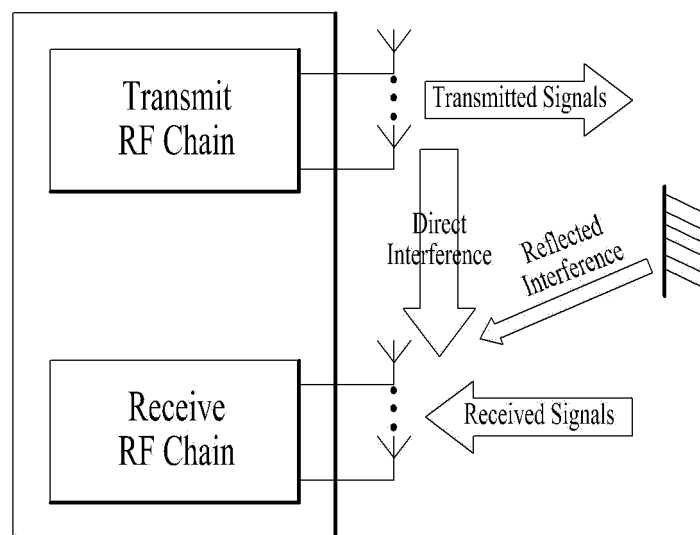 Transmit
RF Chain
Transmitted Signals
Direct
Interference
Reflected
Interference
Receive
RF Chain
Received Signals